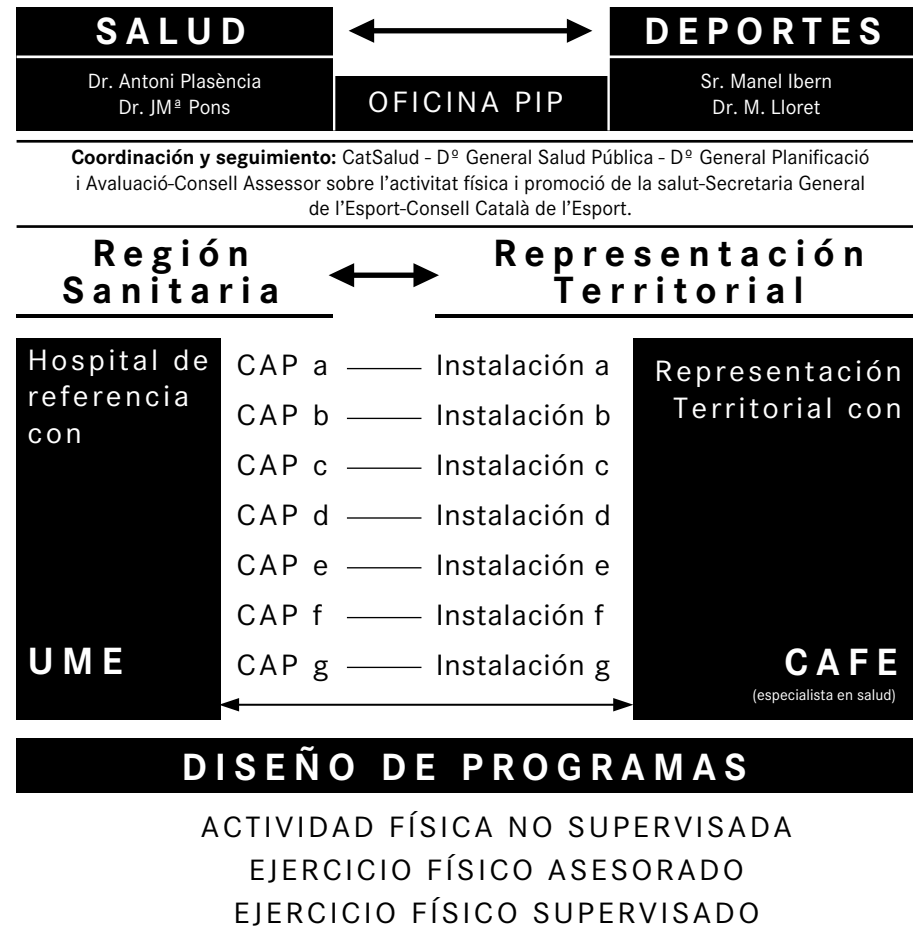 SALUD
DEPORTES
Dr. Antoni Plasència
Dr. JMª Pons
OFICINA PIP
Sr. Manel Ibern
Dr. M. Lloret
Coordinación y seguimiento: CatSalud - Dº General Salud Pública - Dº General Planificació
i Avaluació-Consell Assessor sobre l'activitat física i promoció de la salut-Secretaria General
de l'Esport-Consell Català de l'Esport.
Región
Sanitaria
Representación
Territorial
Hospital de
referencia
con
UME
CAP a Instalación a
CAP b Instalación b
CAP c Instalación c
CAP d Instalación d
CAP e Instalación e
CAP f Instalación f
CAP g Instalación g
Representación
Territorial con
CAFE
(especialista en salud)
DISEÑO DE PROGRAMAS
ACTIVIDAD FÍSICA NO SUPERVISADA
EJERCICIO FÍSICO ASESORADO
EJERCICIO FÍSICO SUPERVISADO